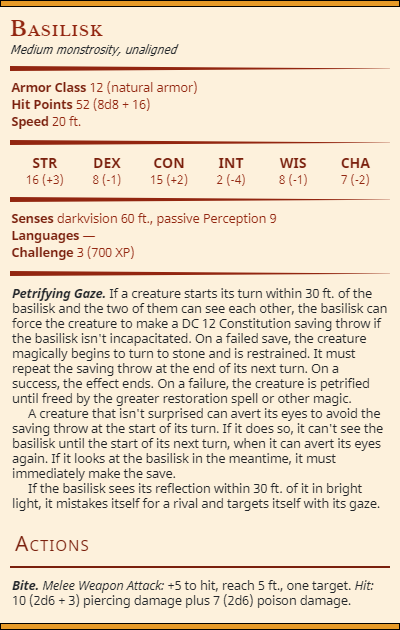 Basilisk
Medium monstrosity, unaligned
Armor Class 12 (natural armor)
Hit Points 52 (8d8 + 16)
Speed 20 ft.
STR DEX CON INT WIS CHA
16 (+3) 8 (-1) 15 (+2) 2 (-4) 8 (-1) 7 (-2)
Senses darkvision 60 ft., passive Perception 9
Languages —
Challenge 3 (700 XP)
Petrifying Gaze. If a creature starts its turn within 30 ft. of the
basilisk and the two of them can see each other, the basilisk can
force the creature to make a DC 12 Constitution saving throw if
the basilisk isn't incapacitated. On a failed save, the creature
magically begins to turn to stone and is restrained. It must
repeat the saving throw at the end of its next turn. On a
success, the effect ends. On a failure, the creature is petrified
until freed by the greater restoration spell or other magic.
A creature that isn't surprised can avert its eyes to avoid the
saving throw at the start of its turn. If it does so, it can't see the
basilisk until the start of its next turn, when it can avert its eyes
again. If it looks at the basilisk in the meantime, it must
immediately make the save.
If the basilisk sees its reflection within 30 ft. of it in bright
light, it mistakes itself for a rival and targets itself with its gaze.
Actions
Bite. Melee Weapon Attack: +5 to hit, reach 5 ft., one target. Hit:
10 (2d6 + 3) piercing damage plus 7 (2d6) poison damage.